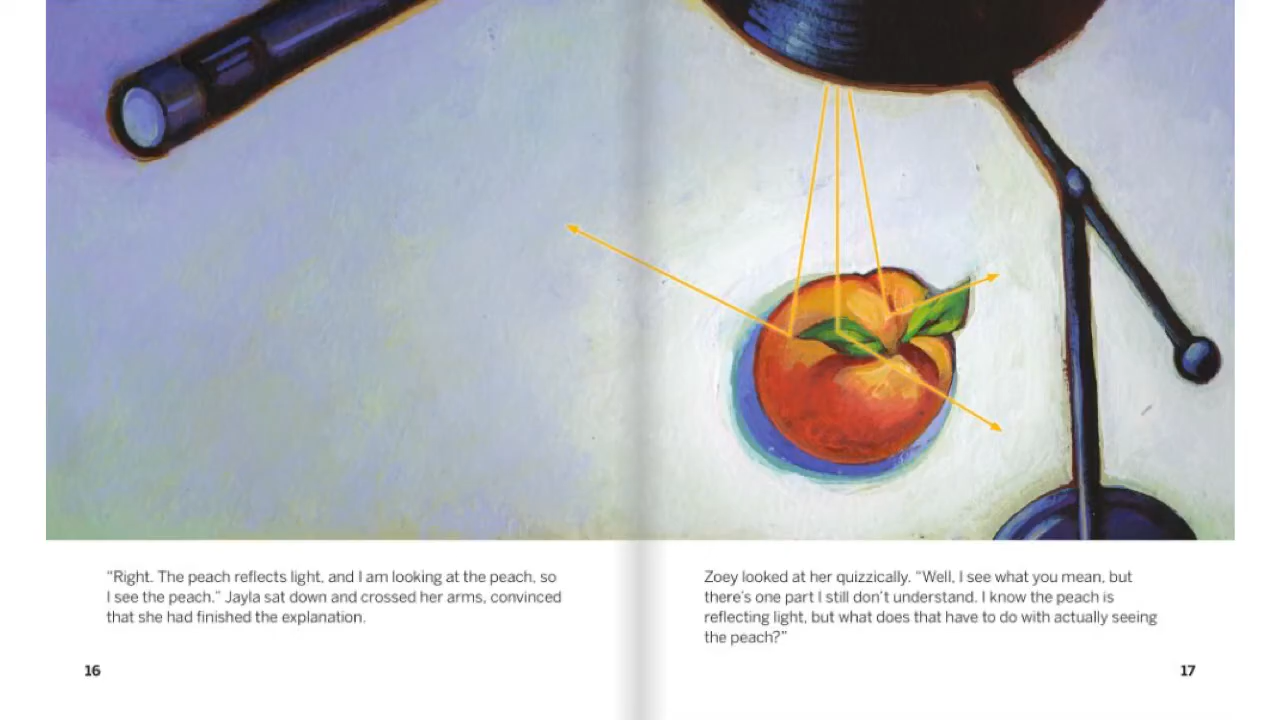 “Right. The peach reflects light, and I am looking at the peach, so
I see the peach.” Jayla sat down and crossed her arms, convinced
that she had finished the explanation.
16
Zoey looked at her quizzically. “Well, I see what you mean, but
there’s one part I still don’t understand. I know the peach is
reflecting light, but what does that have to do with actually seeing
the peach?”
17